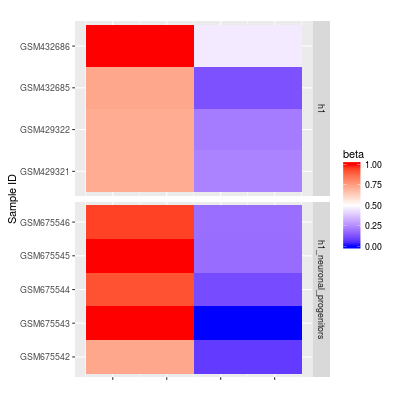 GSM432686
GSM432685
GSM429322
GSM429321
h1
GSM675546
GSM675545
GSM675544
GSM675543
GSM675542
h1_neuronal_progenitors
Sample ID
beta
1.00
0.75
0.50
0.25
0.00